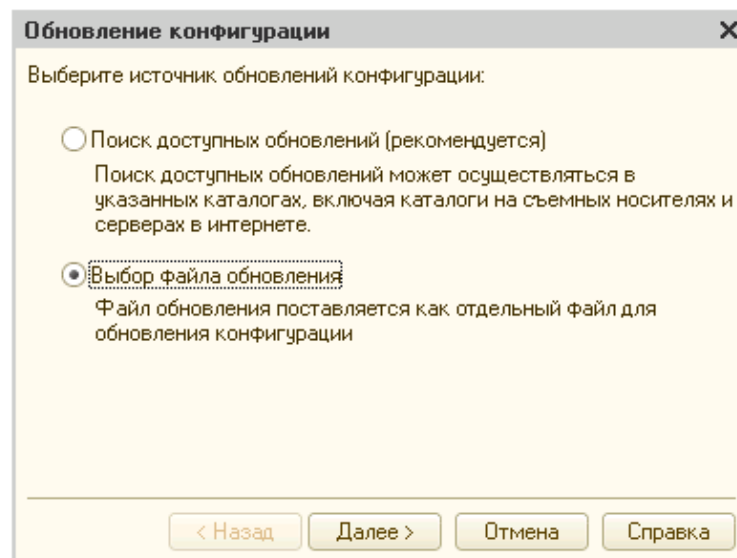 Обновление конфигурации
Выберите источник обновлений конфигурации:
Поиск доступных обновлений (рекомендуется)
Поиск доступных обновлений может осуществляться в
указанных каталогах, включая каталоги на съемных носителях и
серверах в интернете.
Выбор файла обновления
Файл обновления поставляется как отдельный файл для
обновления конфигурации
< Назад Далее > Отмена Справка